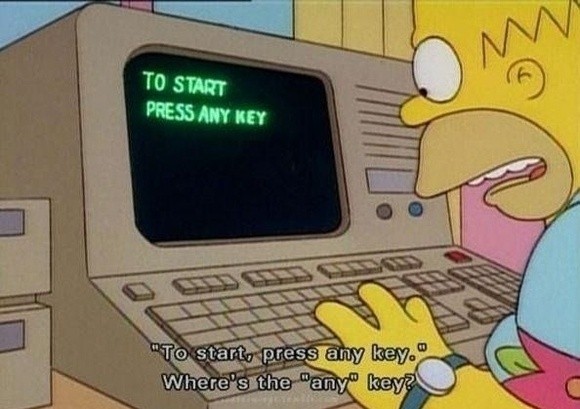 TO START
PRESS ANY KEY
"To start, press any key."
Where's the "any" key?